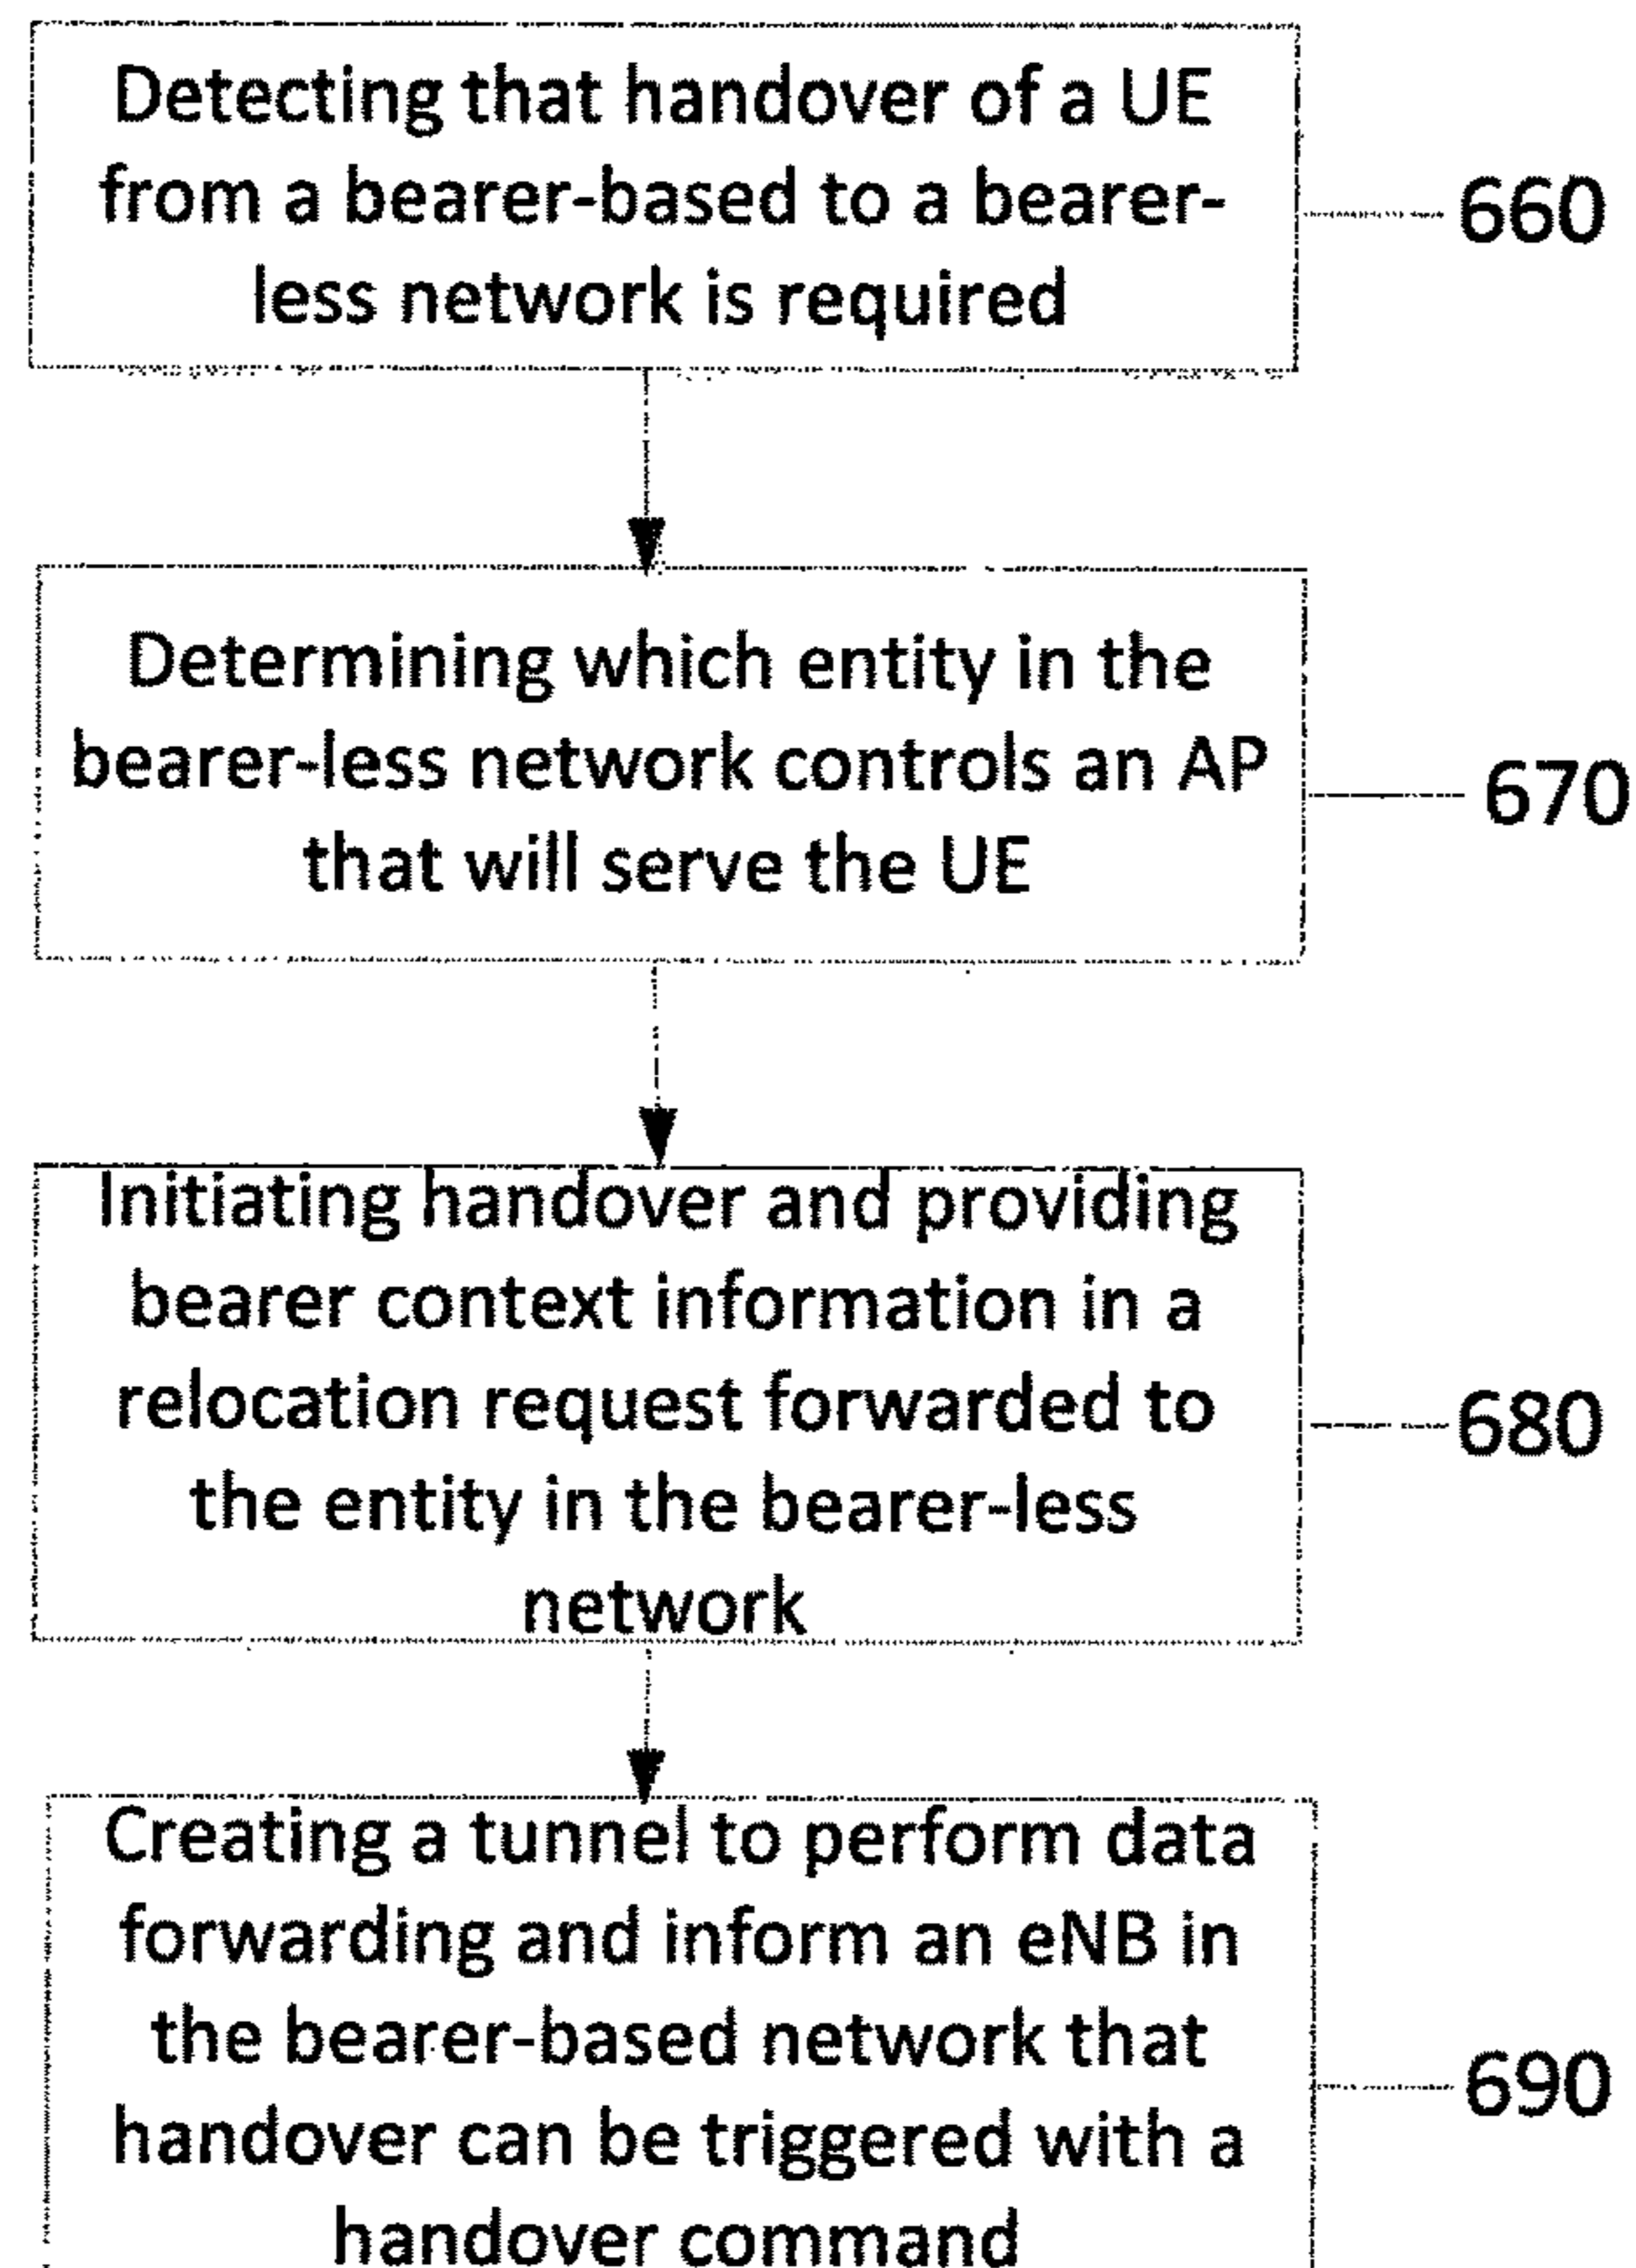 Detecting that handover of a UE
from a bearer-based to a bearer-
less network is required
660
Determining which entity in the
bearer-less network controls an AP
that will serve the UE
670
Initiating handover and providing
bearer context information in a
relocation request forwarded to
the entity in the bearer-less
network
680
Creating a tunnel to perform data
forwarding and inform an eNB in
the bearer-based network that
handover can be triggered with a
handover command
690